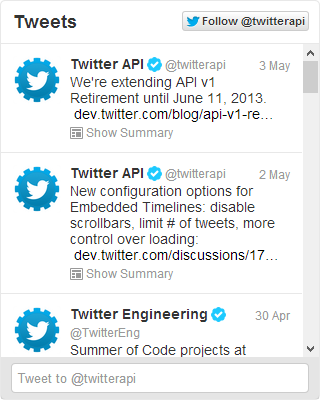 Tweets
Follow @twitterapi
Twitter API @twitterapi 3 May
We're extending API v1
Retirement until June 11, 2013.
dev.twitter.com/blog/api-v1-re…
Show Summary
Twitter API @twitterapi 2 May
New configuration options for
Embedded Timelines: disable
scrollbars, limit # of tweets, more
control over loading:
dev.twitter.com/discussions/17…
Show Summary
Twitter Engineering 30 Apr
@TwitterEng
Summer of Code projects at
Tweet to @twitterapi